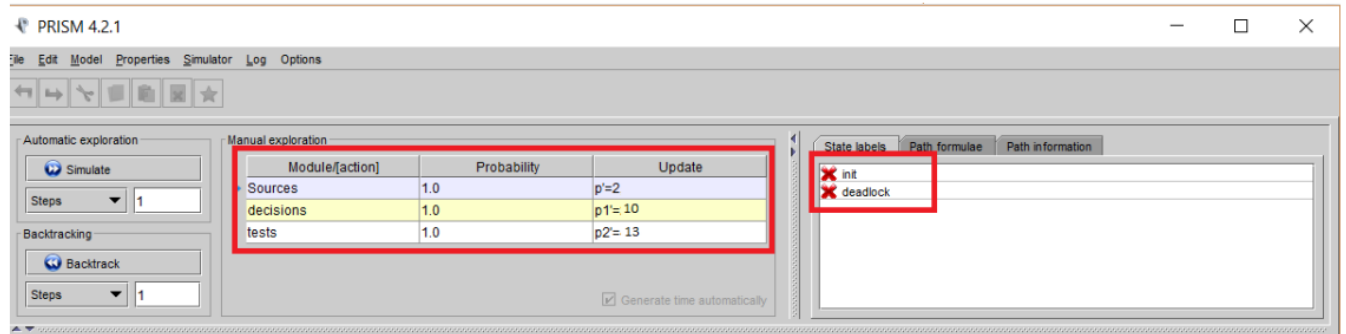 PRISM 4.2.1
File Edit Model Properties Simulator Log Options
Automatic exploration
Simulate
Steps 1
Backtracking
Backtrack
Steps 1
Manual exploration
Module/[action] Probability Update
Sources 1.0 p'=2
decisions 1.0 p1'= 10
tests 1.0 p2'= 13
Generate time automatically
State labels Path formulae Path information
init
deadlock